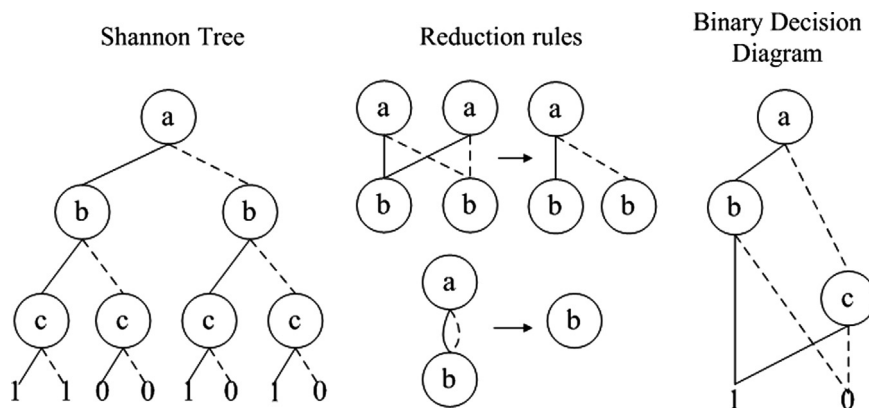 Shannon Tree
Reduction rules
Binary Decision
Diagram
a
b b
c c c c
1 1 0 0 1 0 1 0
a a a
b b b b
a
b
b
a
b
c
1 0